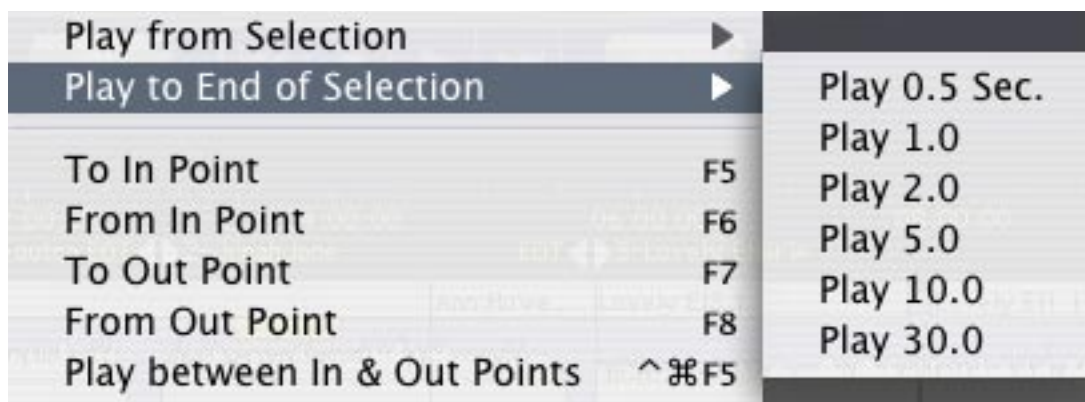 Play from Selection
Play to End of Selection
To In Point F5
From In Point F6
To Out Point F7
From Out Point F8
Play between In & Out Points ^⌘F5
Play 0.5 Sec.
Play 1.0
Play 2.0
Play 5.0
Play 10.0
Play 30.0